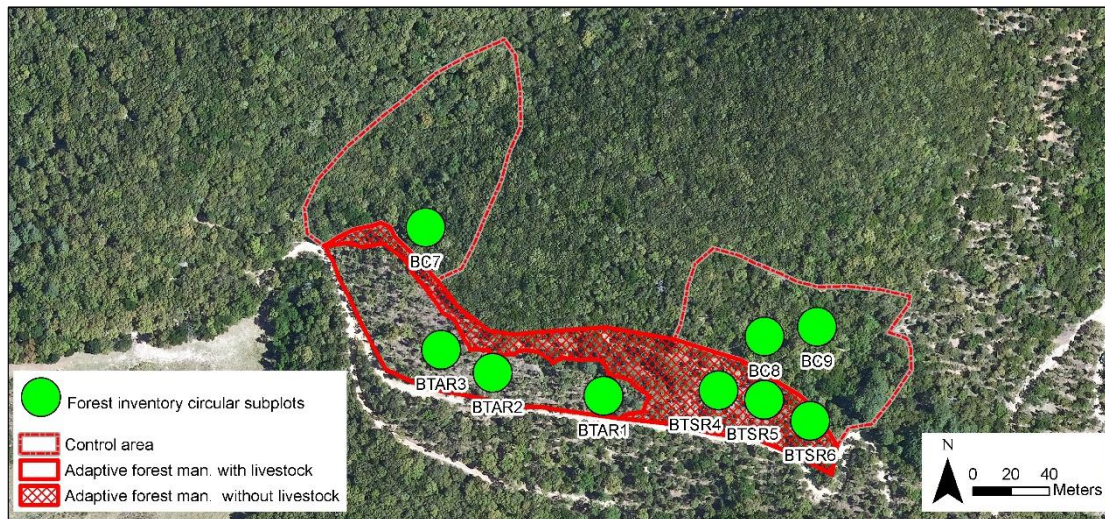 BC7
BC8
BC9
BTAR3
BTAR2
BTAR1
BTSR4
BTSR5
BTSR6
Forest inventory circular subplots
Control area
Adaptive forest man. with livestock
Adaptive forest man. without livestock
N
0 10 20 40
Meters